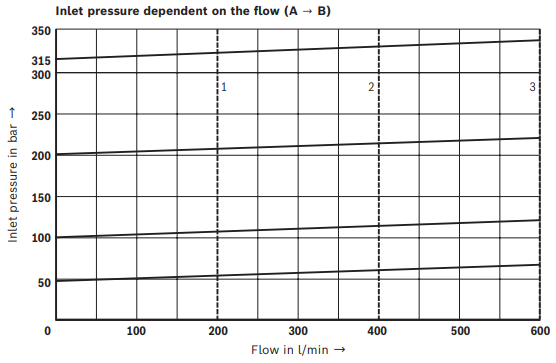 Inlet pressure dependent on the flow (A → B)
350
315
300
250
200
150
100
50
Inlet pressure in bar →
1
2
3
0 100 200 300 400 500 600
Flow in l/min →